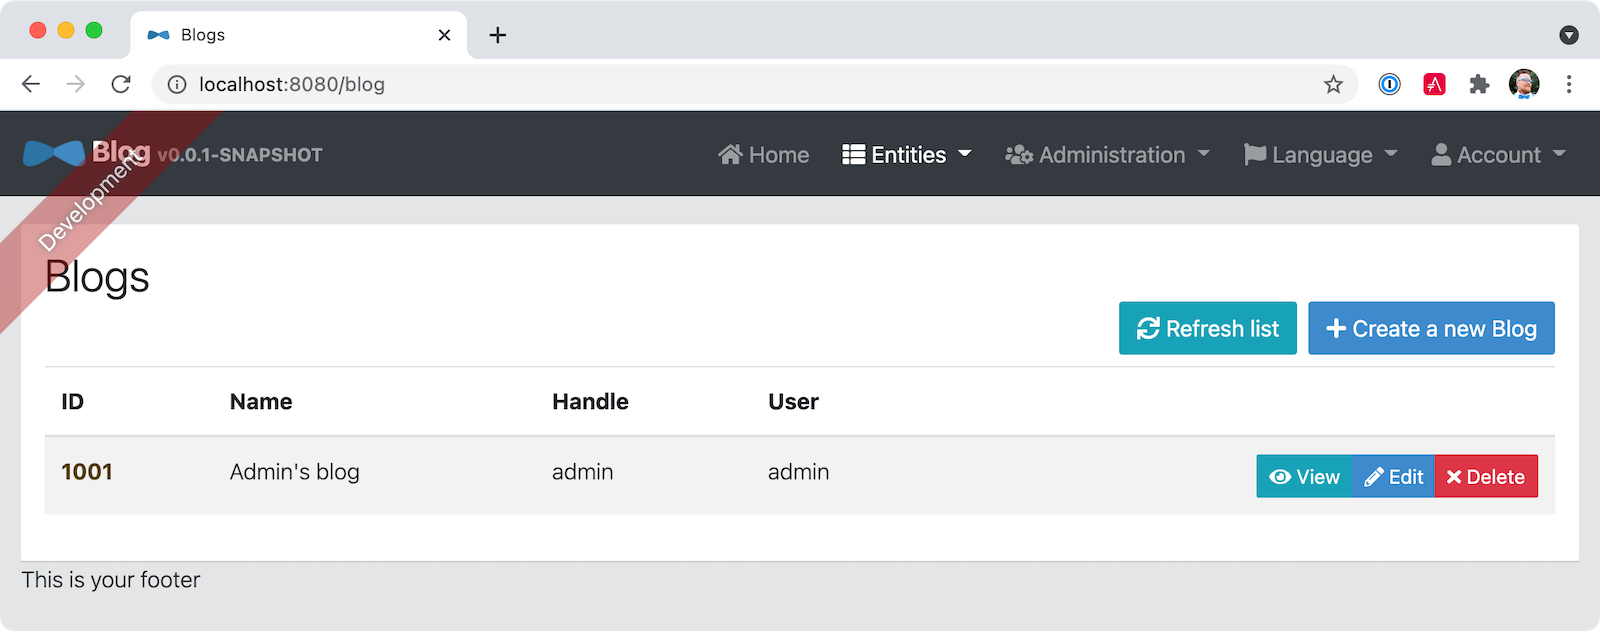 Blogs
localhost:8080/blog
Blog v0.0.1-SNAPSHOT
Home Entities Administration Language Account
Development
Blogs
Refresh list Create a new Blog
ID Name Handle User
1001 Admin's blog admin admin View Edit Delete
This is your footer